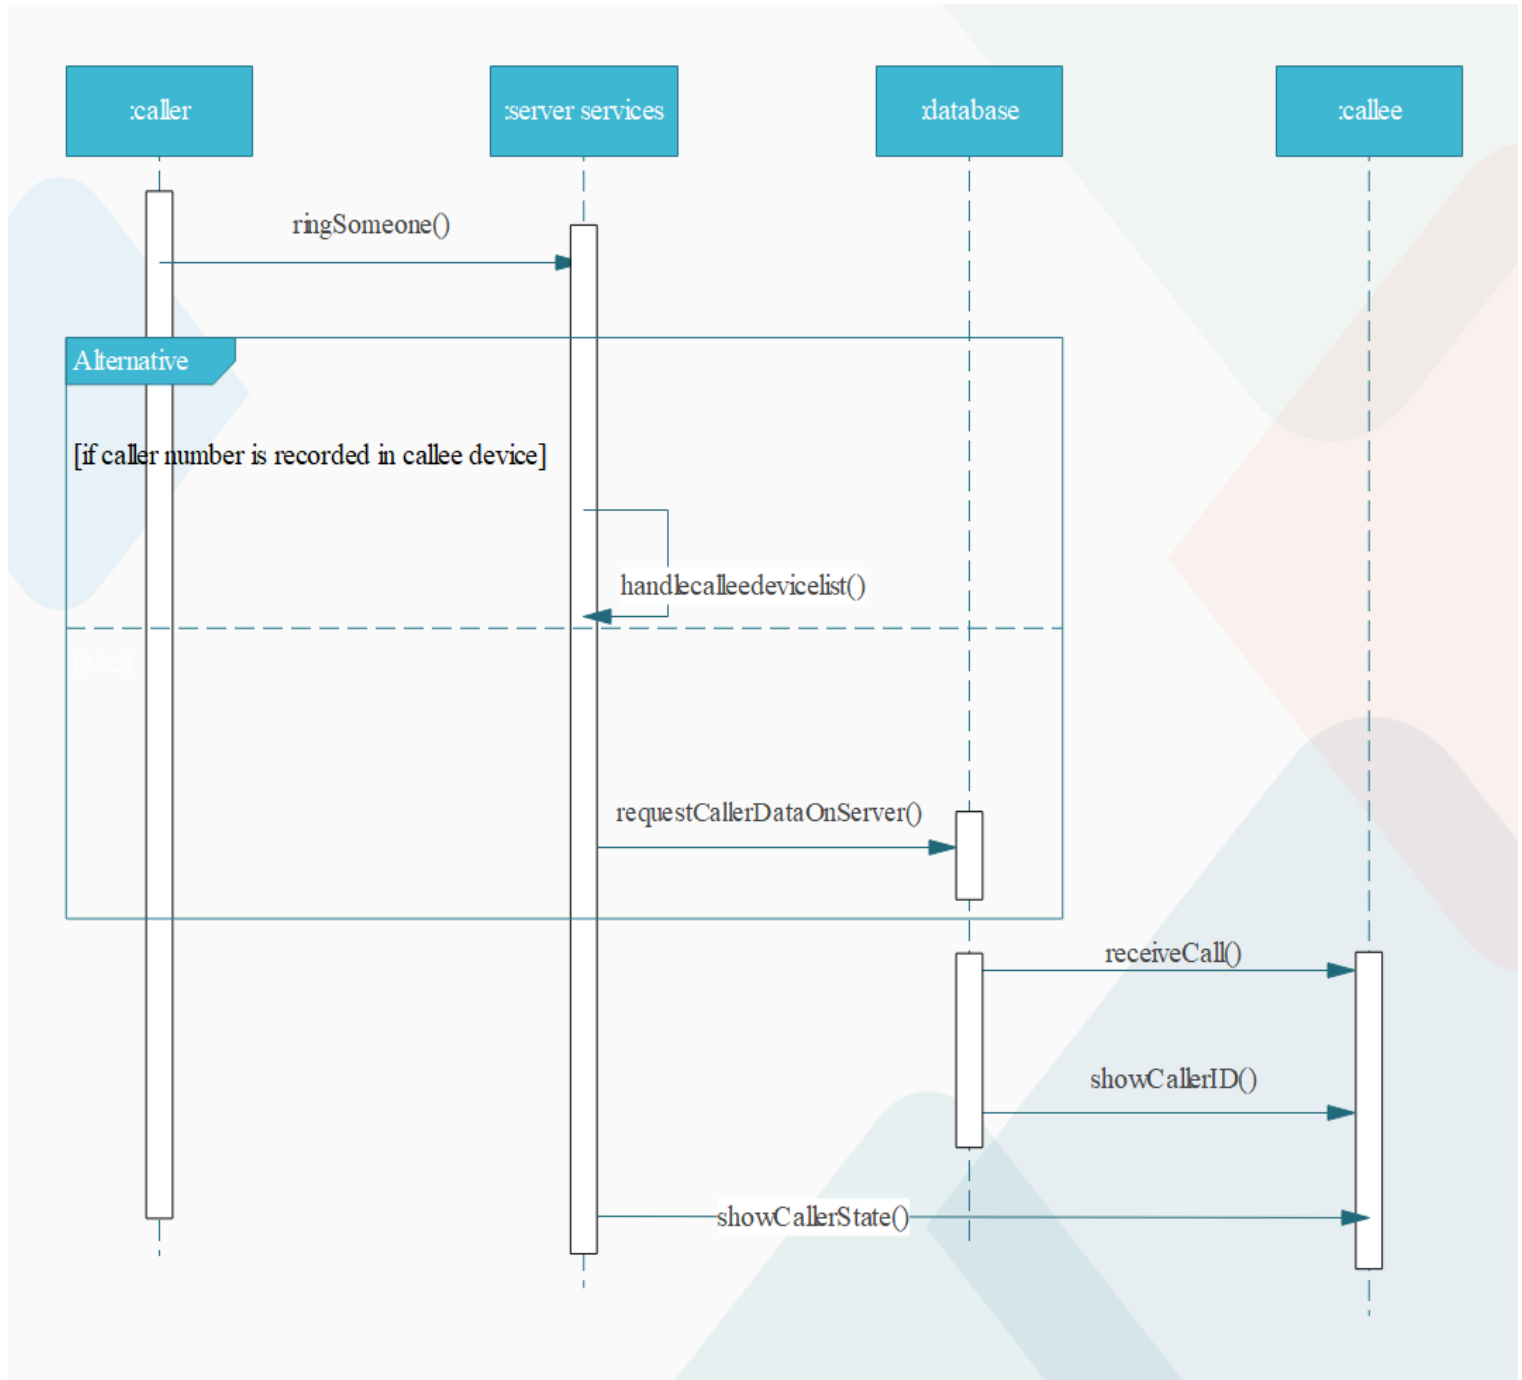 :caller
:server services
:database
:callee
ringSomeone()
Alternative
[if caller number is recorded in callee device]
handlecalleedevicelist()
[else]
requestCallerDataOnServer()
receiveCall()
showCallerID()
showCallerState()